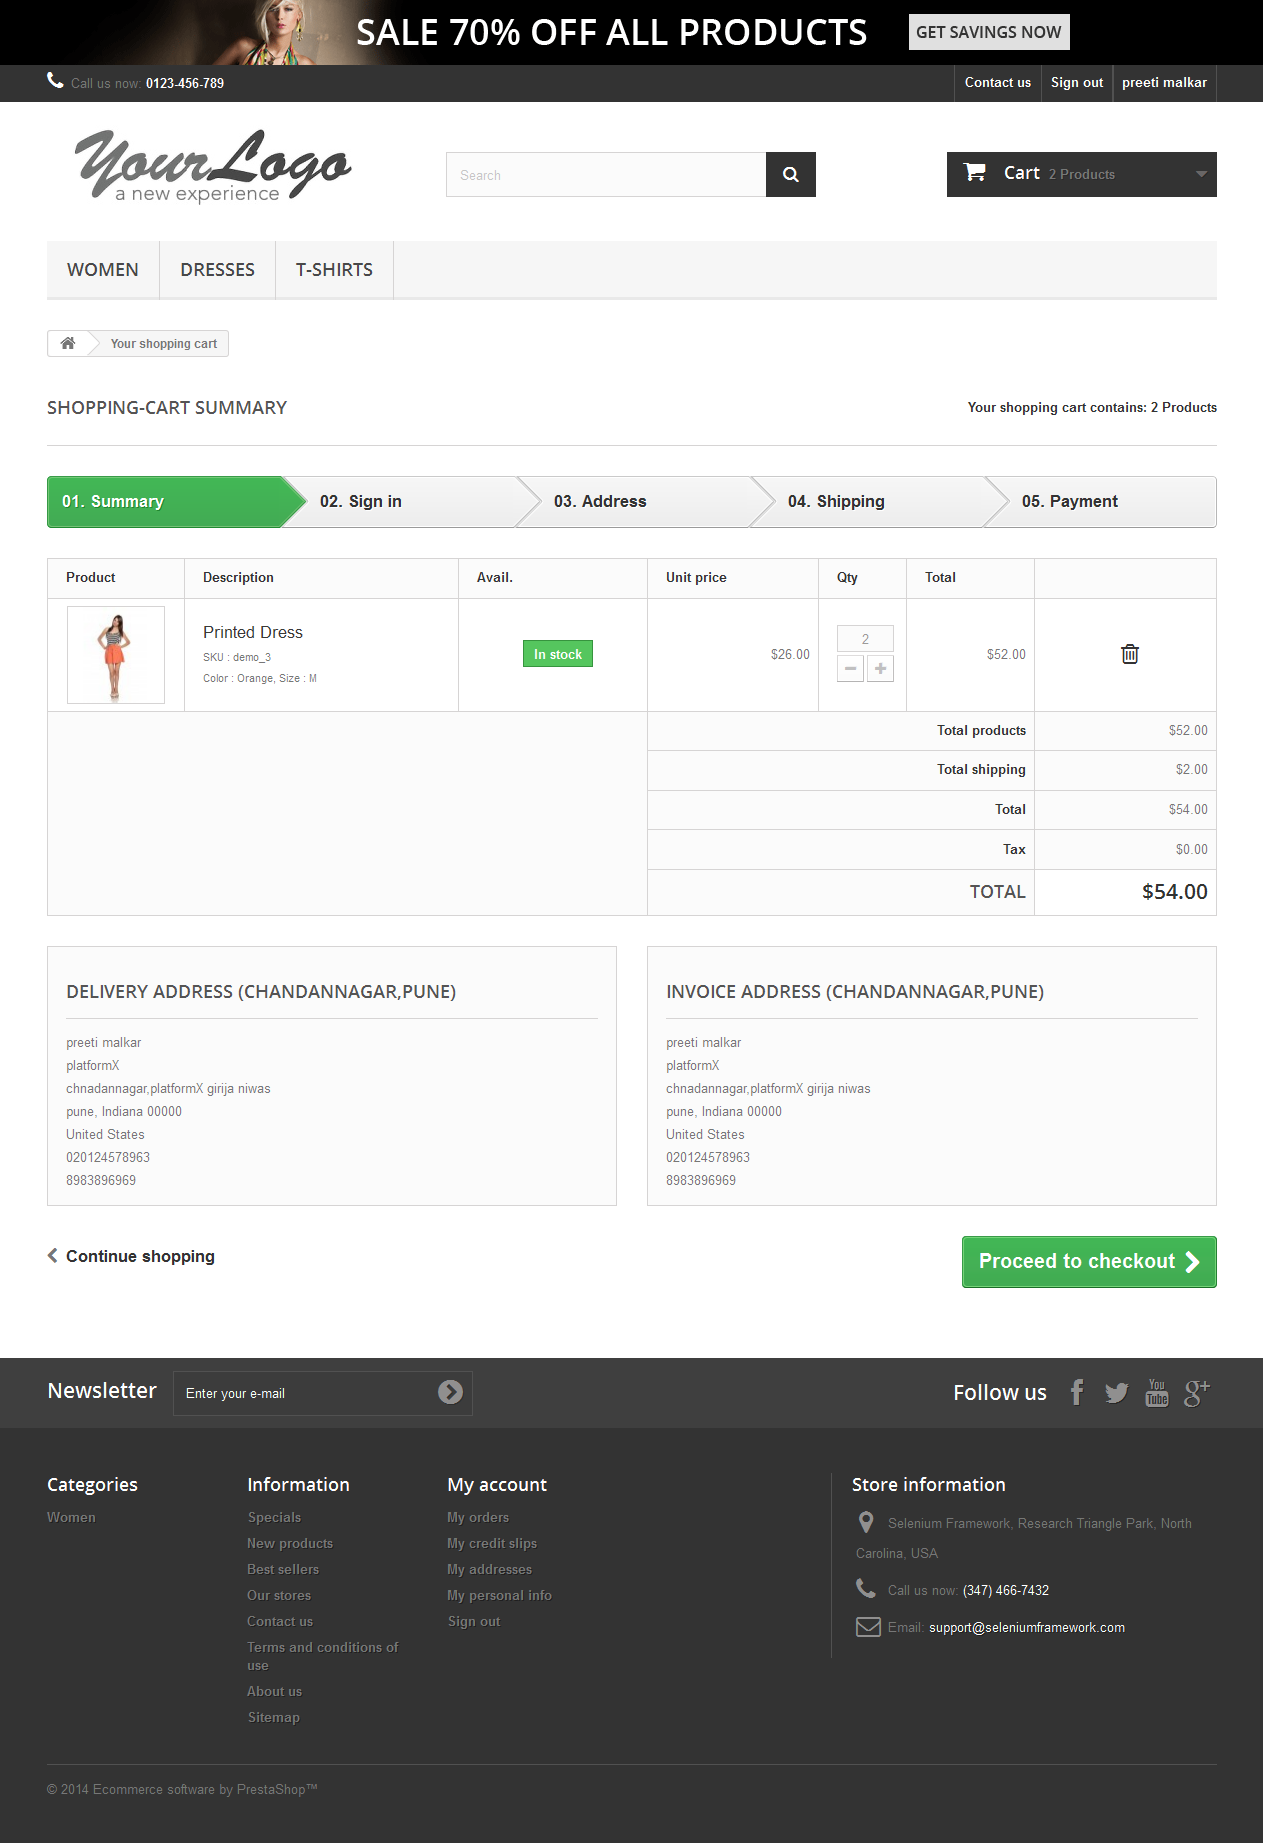 SALE 70% OFF ALL PRODUCTS GET SAVINGS NOW
Call us now: 0123-456-789 Contact us Sign out preeti malkar
YourLogo
a new experience
Search
Cart 2 Products
WOMEN DRESSES T-SHIRTS
Your shopping cart
SHOPPING-CART SUMMARY Your shopping cart contains: 2 Products
01. Summary 02. Sign in 03. Address 04. Shipping 05. Payment
Product Description Avail. Unit price Qty Total
Printed Dress
SKU : demo_3
Color : Orange, Size : M
In stock $26.00 2 $52.00
Total products $52.00
Total shipping $2.00
Total $54.00
Tax $0.00
TOTAL $54.00
DELIVERY ADDRESS (CHANDANNAGAR,PUNE)
preeti malkar
platformX
chnadannagar,platformX girija niwas
pune, Indiana 00000
United States
020124578963
8983896969
INVOICE ADDRESS (CHANDANNAGAR,PUNE)
preeti malkar
platformX
chnadannagar,platformX girija niwas
pune, Indiana 00000
United States
020124578963
8983896969
Continue shopping Proceed to checkout
Newsletter Enter your e-mail Follow us You Tube g+
Categories
Women
Information
Specials
New products
Best sellers
Our stores
Contact us
Terms and conditions of
use
About us
Sitemap
My account
My orders
My credit slips
My addresses
My personal info
Sign out
Store information
Selenium Framework, Research Triangle Park, North
Carolina, USA
Call us now: (347) 466-7432
Email: support@seleniumframework.com
© 2014 Ecommerce software by PrestaShop™